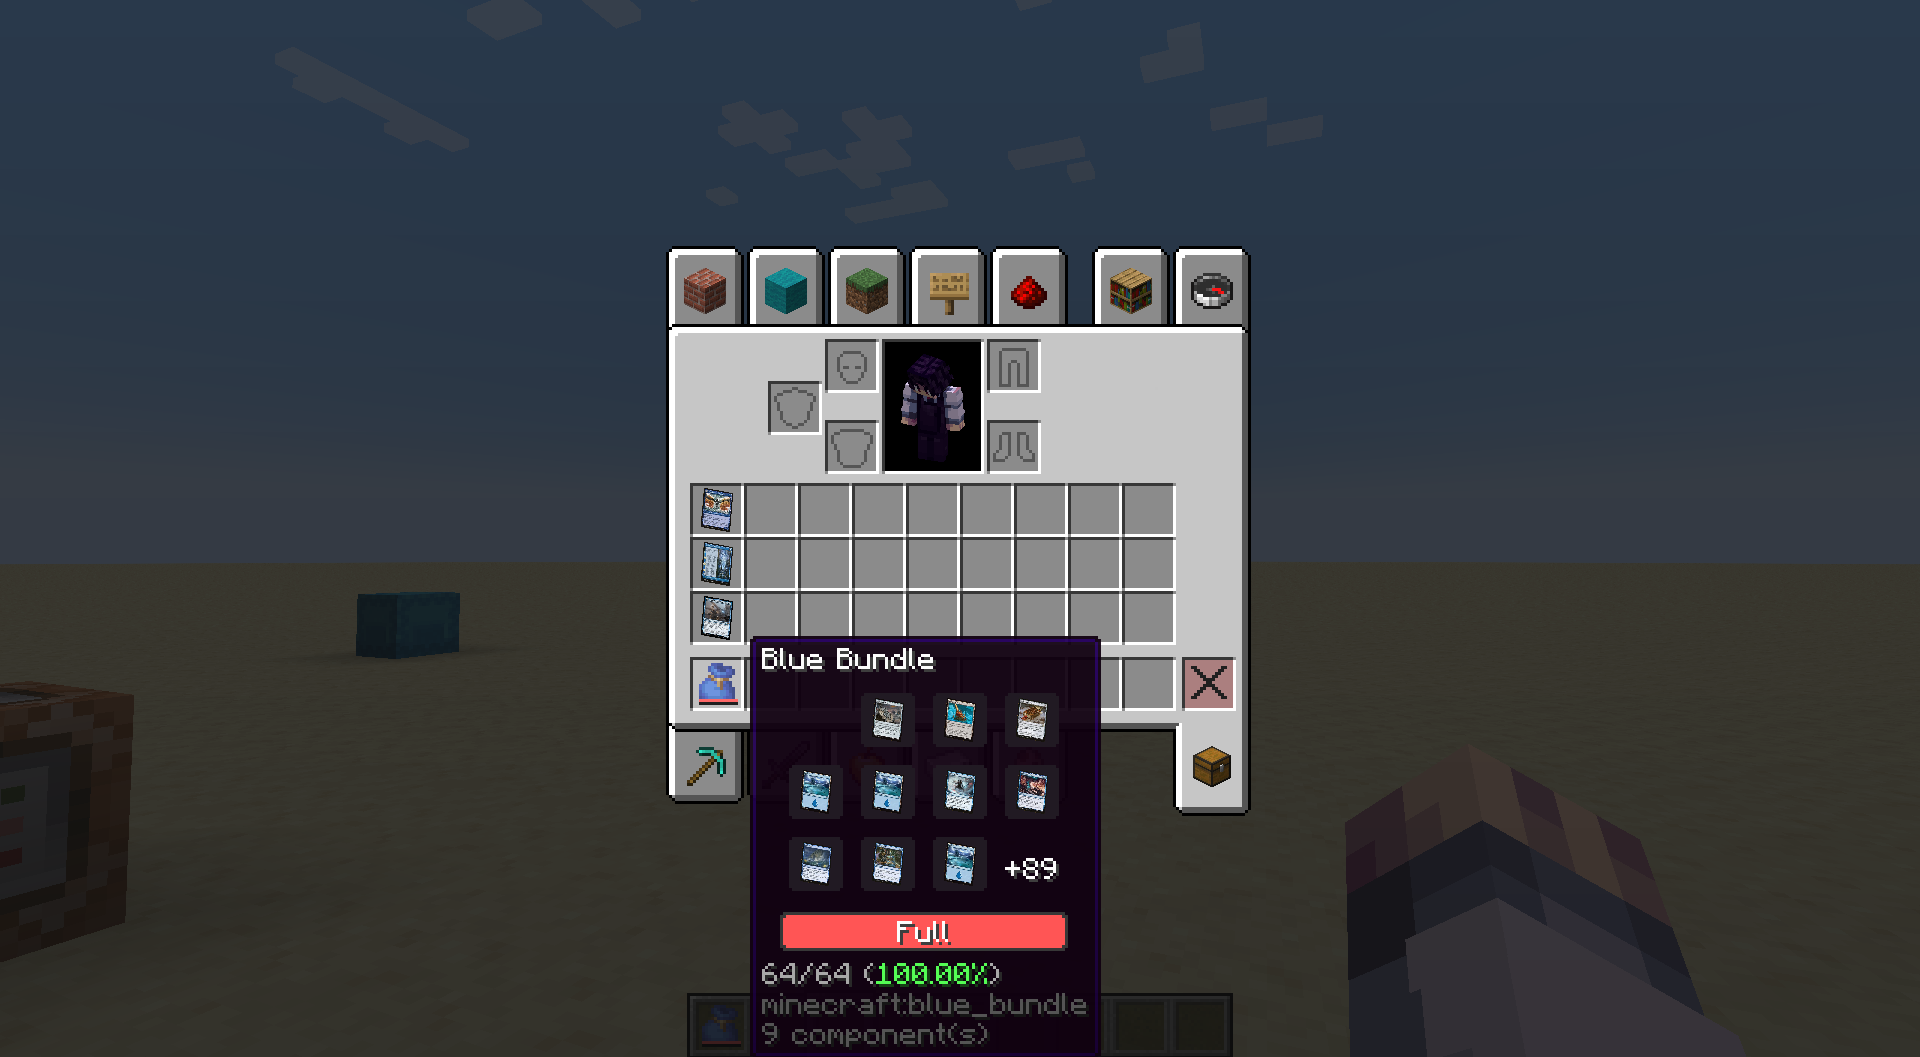 Blue Bundle
+89
Full
64/64 (100.00%)
minecraft:blue_bundle
9 component(s)